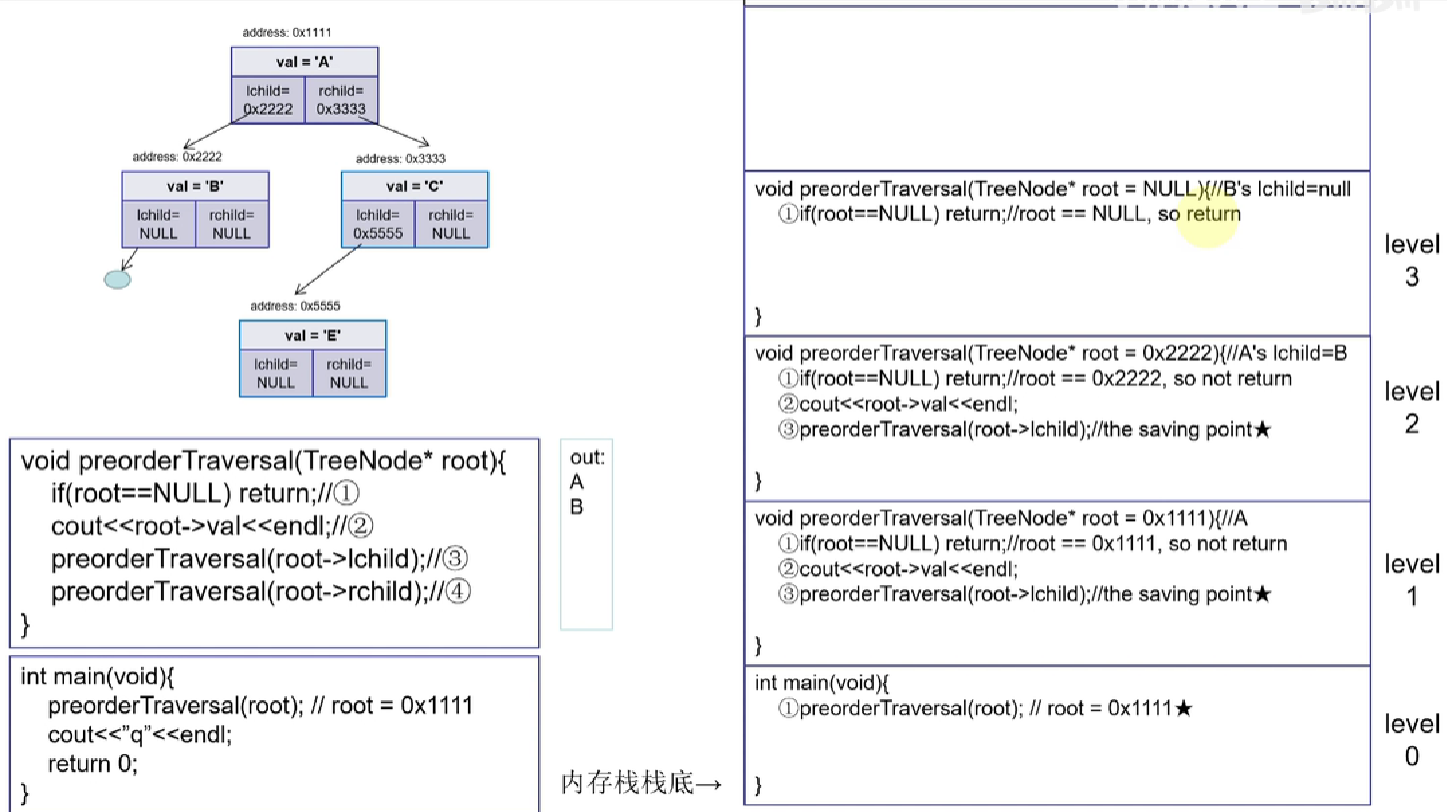 address: 0x1111
val = 'A'
lchild= rchild=
0x2222 0x3333
address: 0x2222
val = 'B'
lchild= rchild=
NULL NULL
address: 0x3333
val = 'C'
lchild= rchild=
0x5555 NULL
address: 0x5555
val = 'E'
lchild= rchild=
NULL NULL
void preorderTraversal(TreeNode* root){
if(root==NULL) return;//①
cout<<root->val<<endl;//②
preorderTraversal(root->lchild);//③
preorderTraversal(root->rchild);//④
}
out:
A
B
int main(void){
preorderTraversal(root); // root = 0x1111
cout<<"q"<<endl;
return 0;
}
内存栈栈底→
void preorderTraversal(TreeNode* root = NULL){//B's lchild=null
①if(root==NULL) return;//root == NULL, so return
}
level
3
void preorderTraversal(TreeNode* root = 0x2222){//A's lchild=B
①if(root==NULL) return;//root == 0x2222, so not return
②cout<<root->val<<endl;
③preorderTraversal(root->lchild);//the saving point★
}
level
2
void preorderTraversal(TreeNode* root = 0x1111){//A
①if(root==NULL) return;//root == 0x1111, so not return
②cout<<root->val<<endl;
③preorderTraversal(root->lchild);//the saving point★
}
level
1
int main(void){
①preorderTraversal(root); // root = 0x1111★
}
level
0